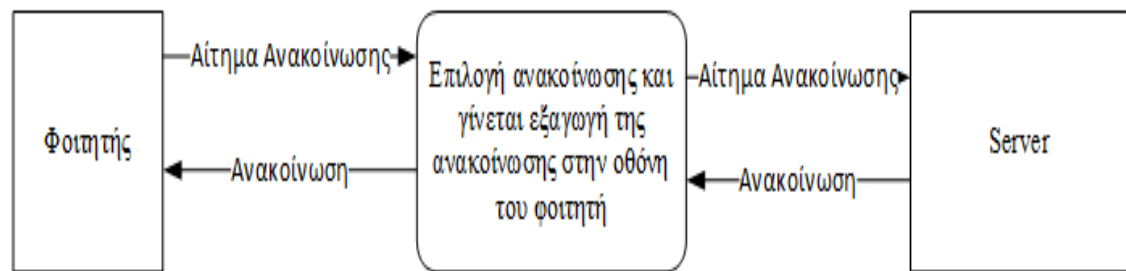 Αίτημα Ανακοίνωσης
Επιλογή ανακοίνωσης και
γίνεται εξαγωγή της
ανακοίνωσης στην οθόνη
του φοιτητή
Αίτημα Ανακοίνωσης
Φοιτητής
Server
Ανακοίνωση
Ανακοίνωση